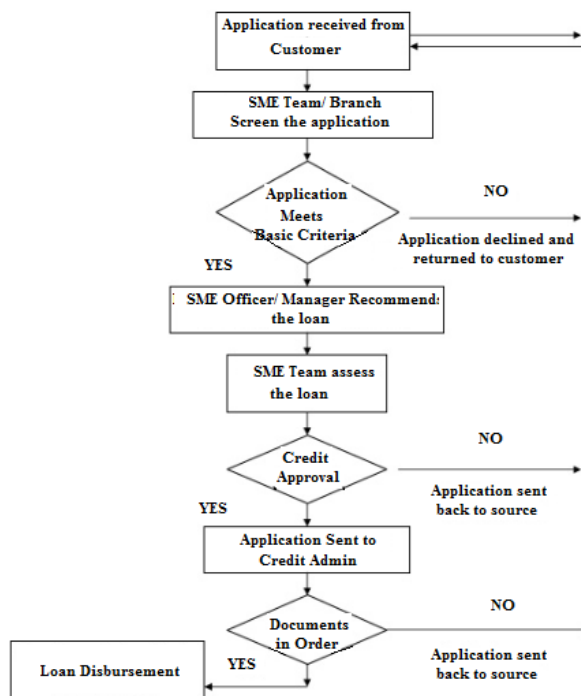 Application received from
Customer
SME Team/ Branch
Screen the application
Application
Meets
Basic Criteria
NO
Application declined and
returned to customer
YES
SME Officer/ Manager Recommends
the loan
SME Team assess
the loan
Credit
Approval
NO
Application sent
back to source
YES
Application Sent to
Credit Admin
Documents
in Order
NO
Application sent
back to source
YES
Loan Disbursement